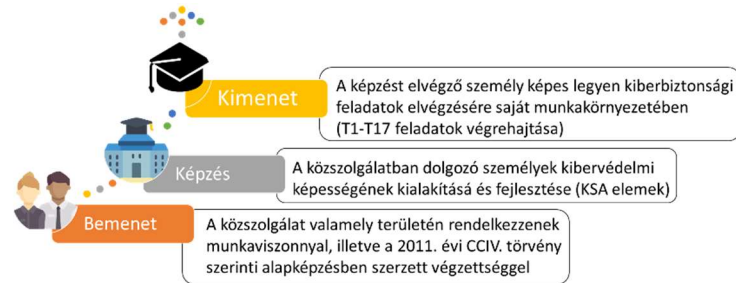 Kimenet
A képzést elvégző személy képes legyen kiberbiztonsági
feladatok elvégzésére saját munkakörnyezetében
(T1-T17 feladatok végrehajtása)
Képzés
A közszolgálatban dolgozó személyek kibervédelmi
képességének kialakításá és fejlesztése (KSA elemek)
Bemenet
A közszolgálat valamely területén rendelkezzenek
munkaviszonnyal, illetve a 2011. évi CCIV. törvény
szerinti alapképzésben szerzett végzettséggel